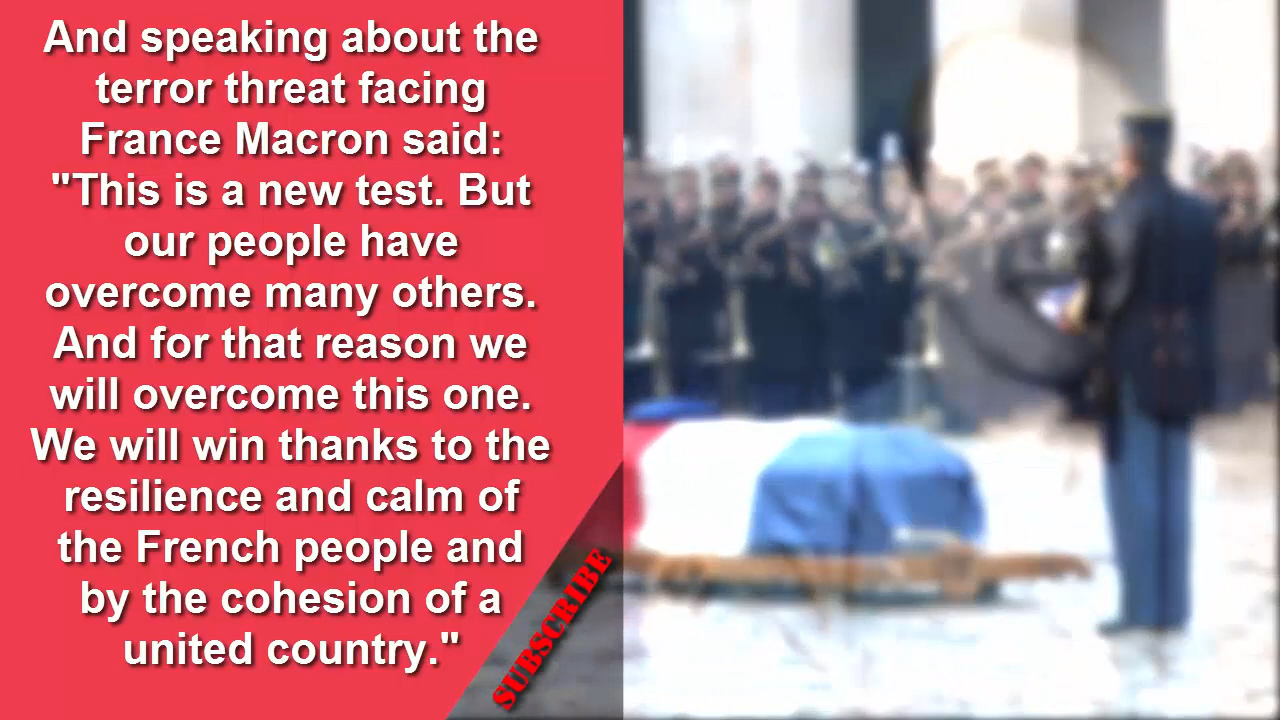 And speaking about the
terror threat facing
France Macron said:
"This is a new test. But
our people have
overcome many others.
And for that reason we
will overcome this one.
We will win thanks to the
resilience and calm of
the French people and
by the cohesion of a
united country."
SUBSCRIBE